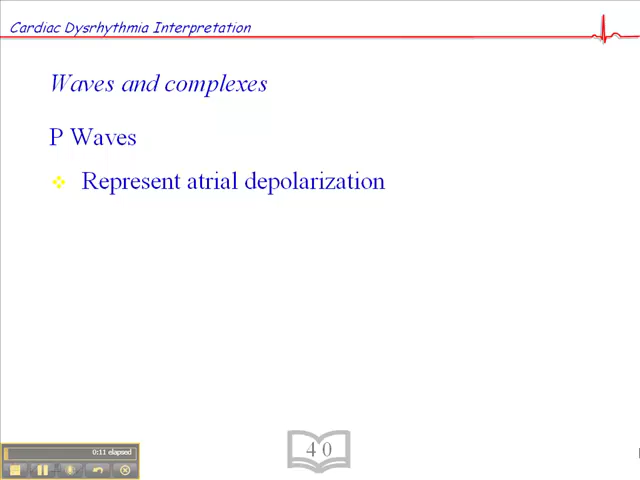 Cardiac Dysrhythmia Interpretation
Waves and complexes
P Waves
Represent atrial depolarization
40
0:11 elapsed